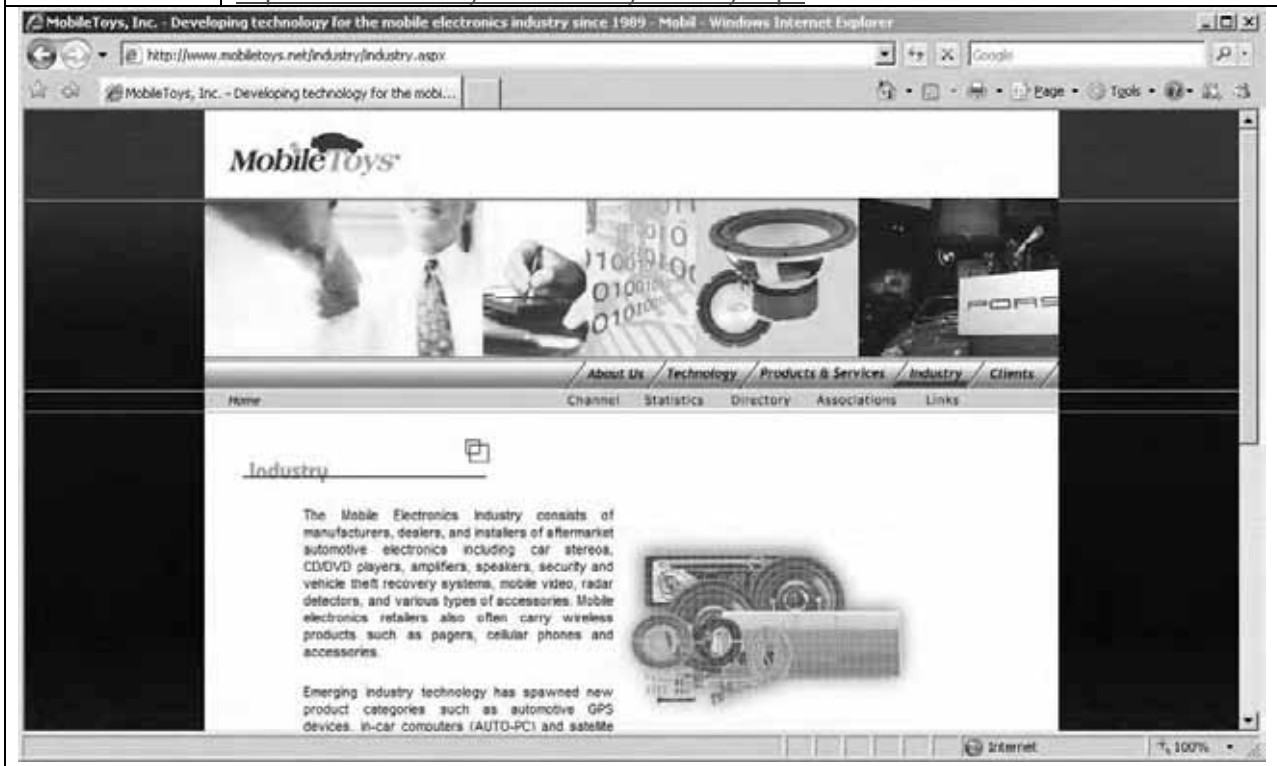 MobileToys, Inc. - Developing technology for the mobile electronics industry since 1989 - Mobil - Windows Internet Explorer
http://www.mobiletoys.net/industry/industry.aspx
Google
MobileToys, Inc. - Developing technology for the mobi...
Page
Tools
MobileToys
PORS
About Us
Technology
Products & Services
Industry
Clients
Home
Channel
Statistics
Directory
Associations
Links
Industry
The Mobile Electronics Industry consists of
manufacturers, dealers, and installers of aftermarket
automotive electronics including car stereos,
CD/DVD players, amplifiers, speakers, security and
vehicle theft recovery systems, mobile video, radar
detectors, and various types of accessories. Mobile
electronics retailers also often carry wireless
products such as pagers, cellular phones and
accessories.
Emerging industry technology has spawned new
product categories such as automotive GPS
devices, in-car computers (AUTO-PC) and satellite
Internet
100%